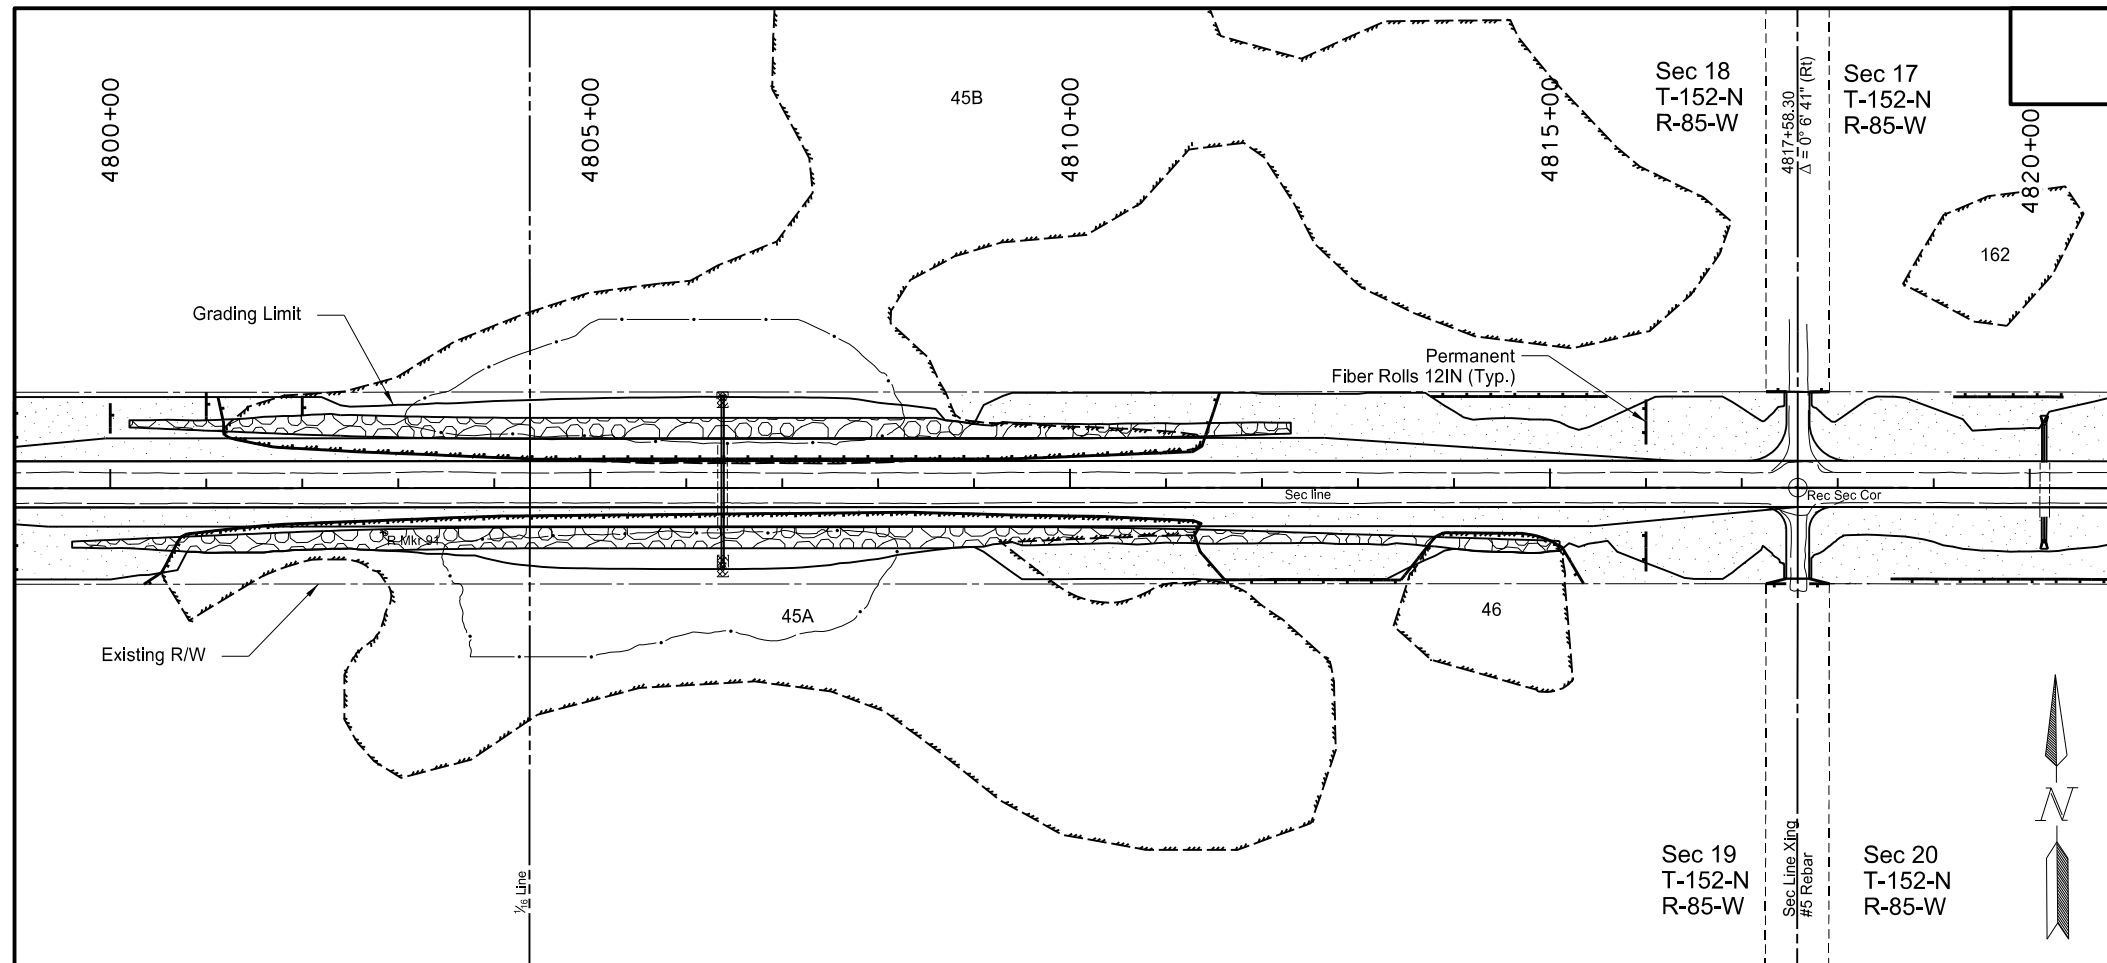 4800+00
4805+00
45B
4810+00
4815+00
Sec 18
T-152-N
R-85-W
4817+58.30
Δ = 0° 6' 41" (Rt)
Sec 17
T-152-N
R-85-W
4820+00
162
Grading Limit
Permanent
Fiber Rolls 12IN (Typ.)
Sec line
Rec Sec Cor
R Mkr 91
45A
46
Existing R/W
1/16 Line
Sec 19
T-152-N
R-85-W
Sec Line Xing
#5 Rebar
Sec 20
T-152-N
R-85-W
N